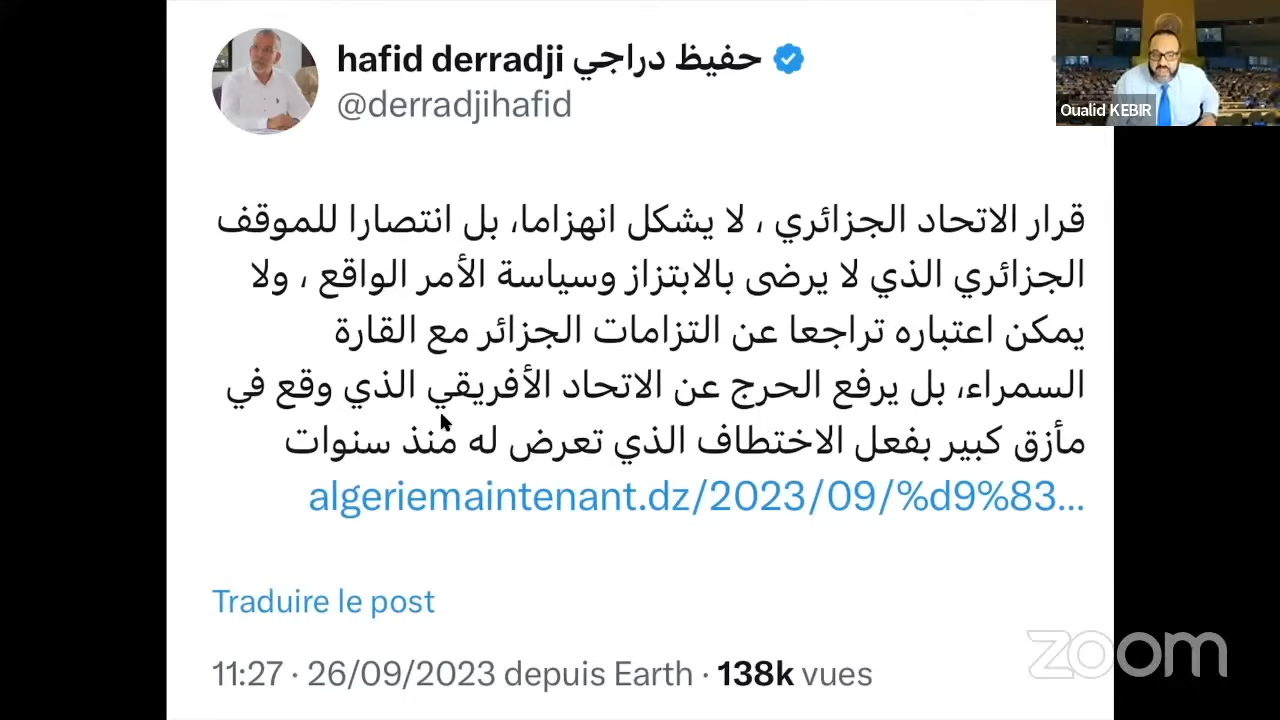 hafid derradji حفيظ دراجي
@derradjihafid
Oualid KEBIR
قرار الاتحاد الجزائري ، لا يشكل انهزاما، بل انتصارا للموقف
الجزائري الذي لا يرضى بالابتزاز وسياسة الأمر الواقع ، ولا
يمكن اعتباره تراجعا عن التزامات الجزائر مع القارة
السمراء، بل يرفع الحرج عن الاتحاد الأفريقي الذي وقع في
مأزق كبير بفعل الاختطاف الذي تعرض له منذ سنوات
algeriemaintenant.dz/2023/09/%d9%83...
Traduire le post
11:27 · 26/09/2023 depuis Earth · 138k vues
zoom